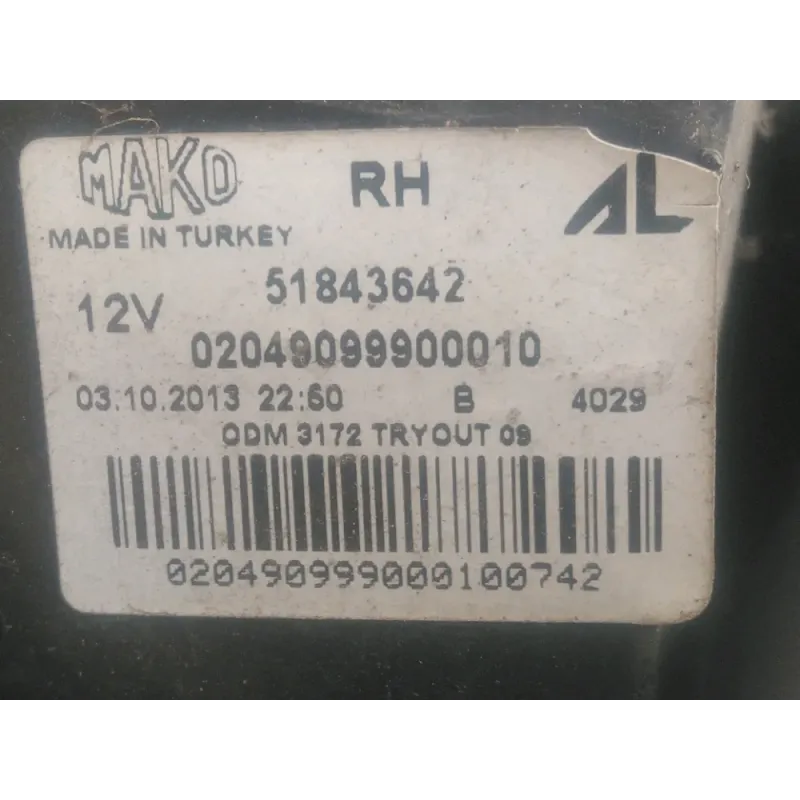 MAKO RH AL
MADE IN TURKEY
51843642
12V
02049099900010
03.10.2013 22:50 B 4029
ODM 3172 TRYOUT 09
020490999000100742